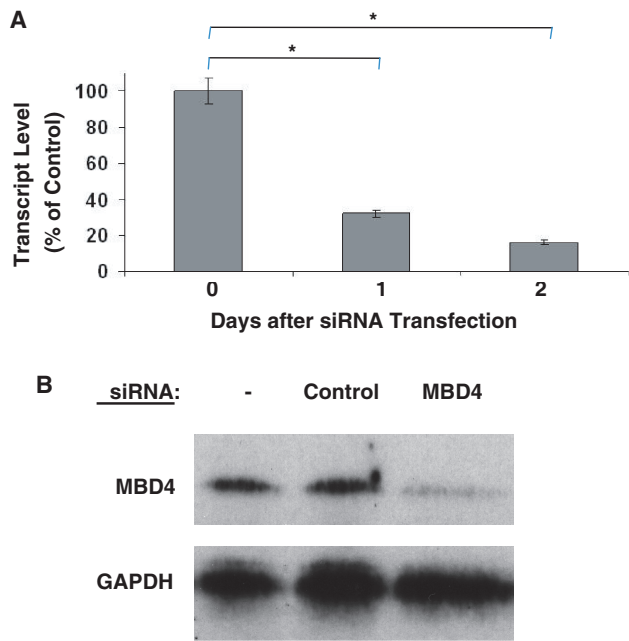 A
*
*
Transcript Level
(% of Control)
100
80
60
40
20
0
0 1 2
Days after siRNA Transfection
B
siRNA: - Control MBD4
MBD4
GAPDH